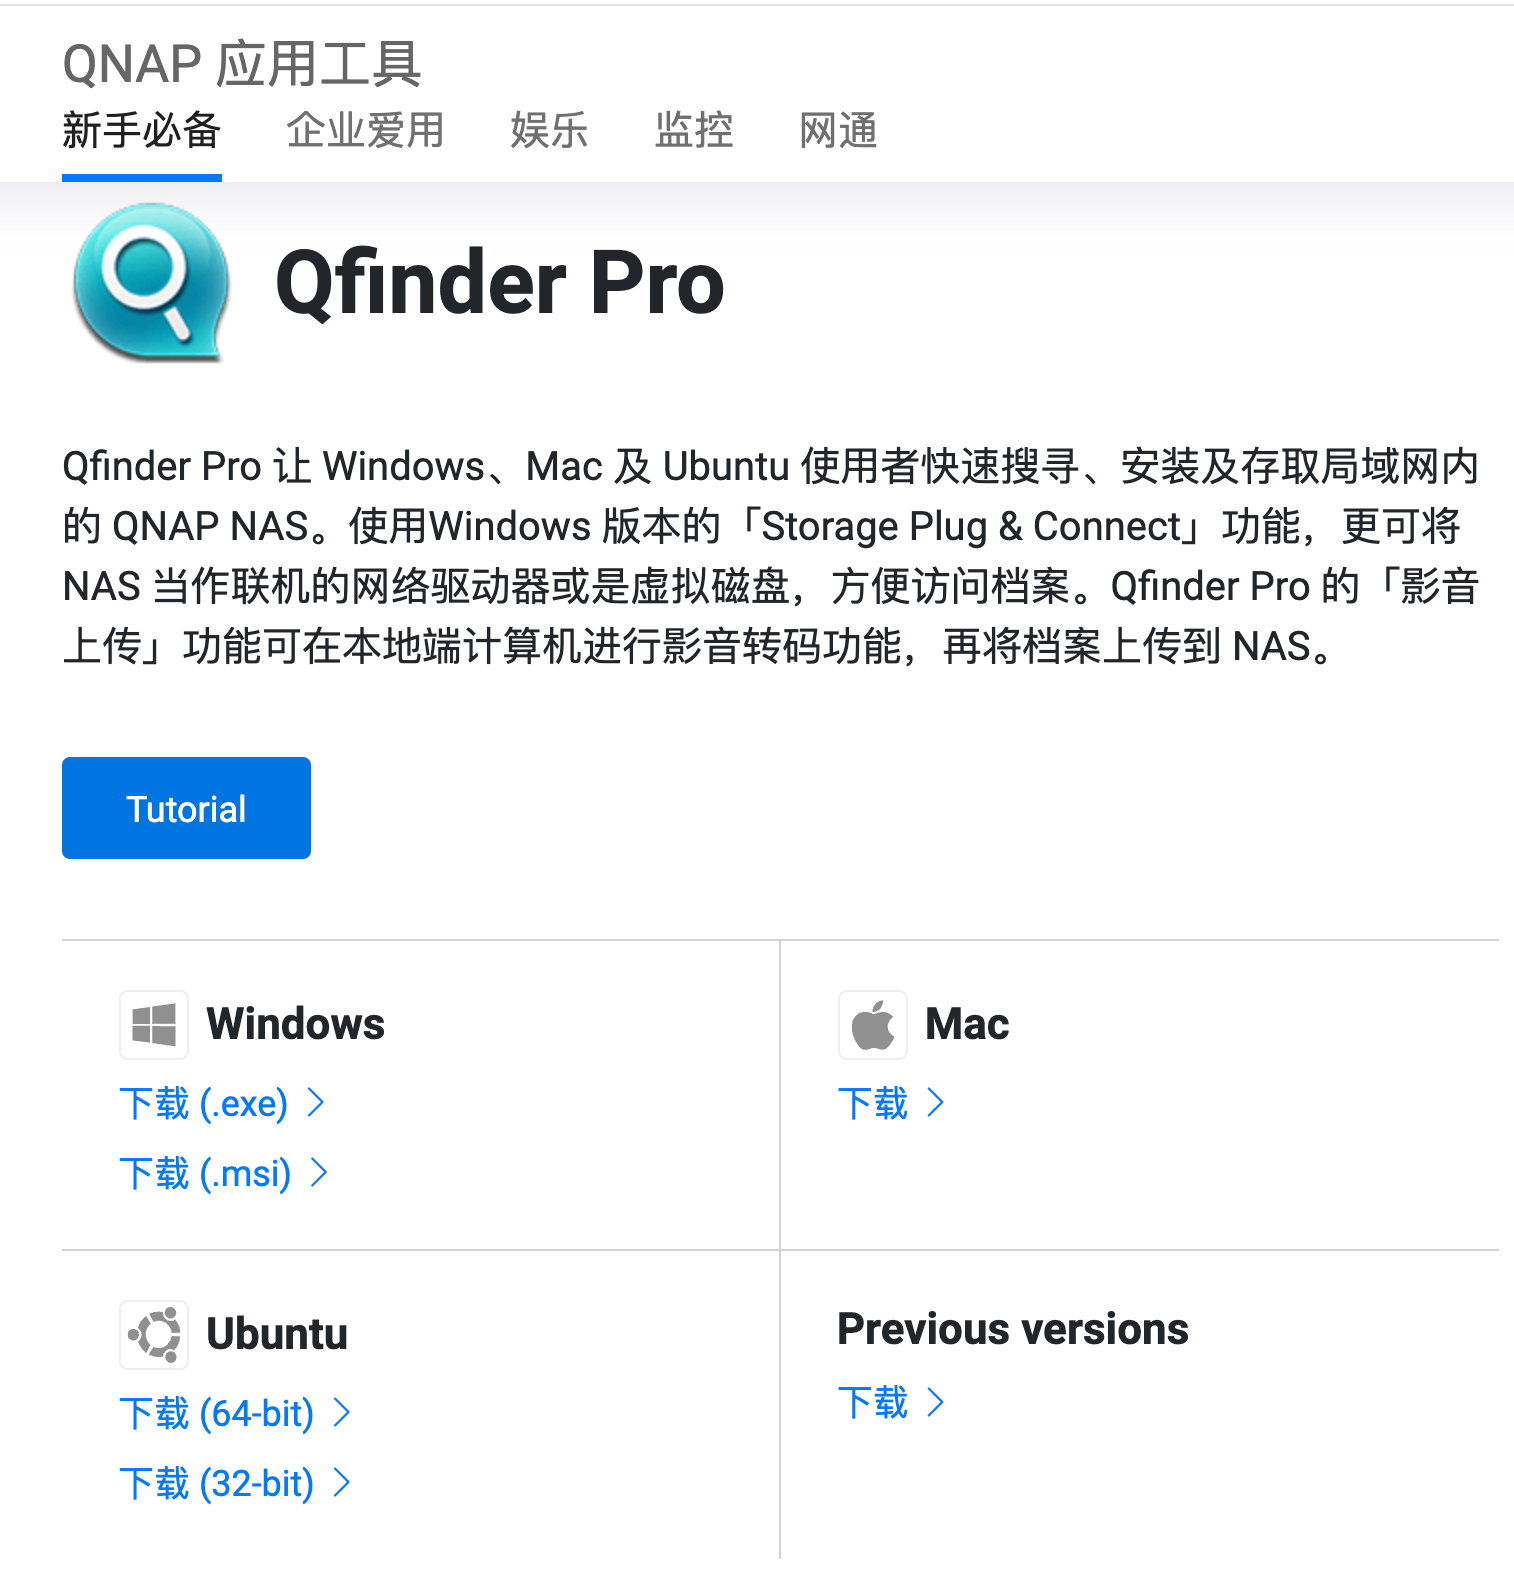 QNAP 应用工具
新手必备 企业爱用 娱乐 监控 网通
Qfinder Pro
Qfinder Pro 让 Windows、Mac 及 Ubuntu 使用者快速搜寻、安装及存取局域网内
的 QNAP NAS。使用Windows 版本的「Storage Plug & Connect」功能，更可将
NAS 当作联机的网络驱动器或是虚拟磁盘，方便访问档案。Qfinder Pro 的「影音
上传」功能可在本地端计算机进行影音转码功能，再将档案上传到 NAS。
Tutorial
Windows
下载 (.exe)
下载 (.msi)
Mac
下载
Ubuntu
下载 (64-bit)
下载 (32-bit)
Previous versions
下载